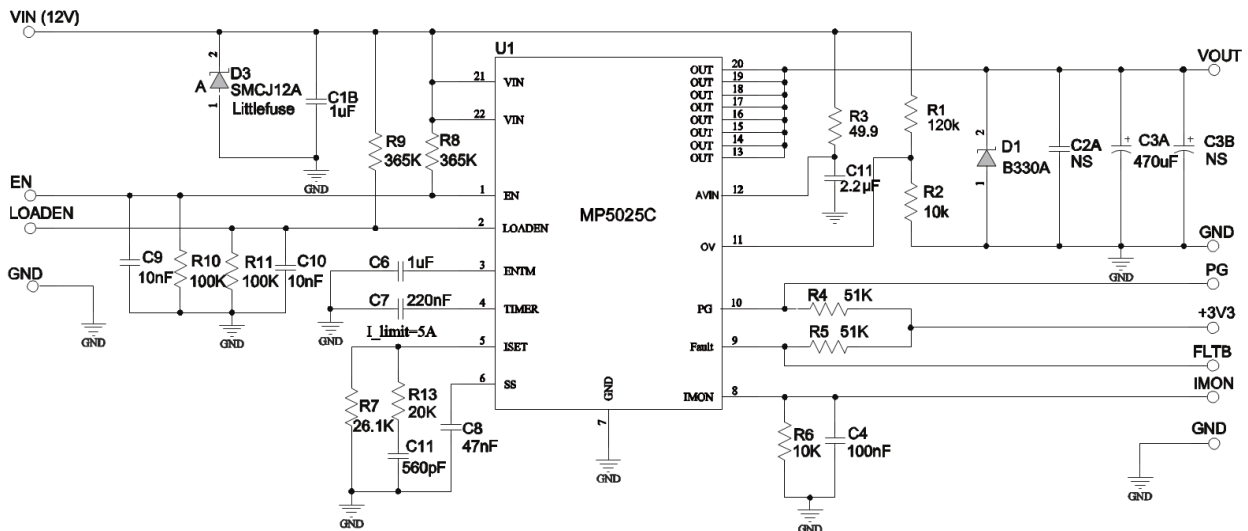 VIN (12V)
U1
2
D3
A
SMCJ12A
1
Littlefuse
C1B
1uF
GND
R9
365K
R8
365K
21
VIN
22
VIN
OUT
20
OUT
19
OUT
18
OUT
17
OUT
16
OUT
15
OUT
14
OUT
13
VOUT
R3
49.9
R1
120k
C11
2.2µF
GND
R2
10k
2
D1
B330A
1
C2A
NS
+
C3A
470uF
+
C3B
NS
EN
1
EN
LOADEN
2
LOADEN
MP5025C
AVIN
12
OV
11
GND
GND
C9
10nF
R10
100K
R11
100K
C10
10nF
GND
GND
GND
C6
1uF
3
ENTM
C7
220nF
4
TIMER
GND
I_limit=5A
5
ISET
6
SS
R7
26.1K
R13
20K
C11
560pF
C8
47nF
GND
GND
7
GND
PG
10
R4
51K
PG
+3V3
Fault
9
R5
51K
FLTB
IMON
8
IMON
R6
10K
C4
100nF
GND
GND
GND